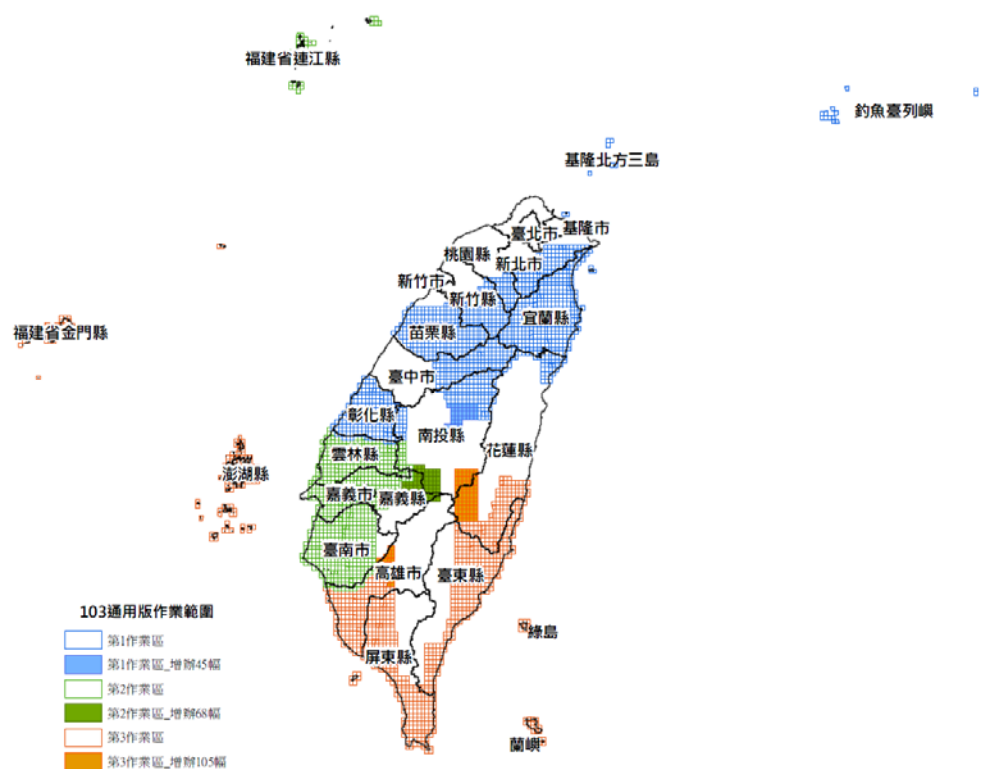 福建省連江縣
釣魚臺列嶼
基隆北方三島
基隆市
臺北市
桃園縣
新北市
新竹市
新竹縣
宜蘭縣
福建省金門縣
苗栗縣
臺中市
彰化縣
南投縣
花蓮縣
雲林縣
澎湖縣
嘉義市
嘉義縣
臺南市
高雄市
臺東縣
103通用版作業範圍
綠島
第1作業區
屏東縣
第1作業區_增辦45幅
第2作業區
第2作業區_增辦68幅
第3作業區
蘭嶼
第3作業區_增辦105幅